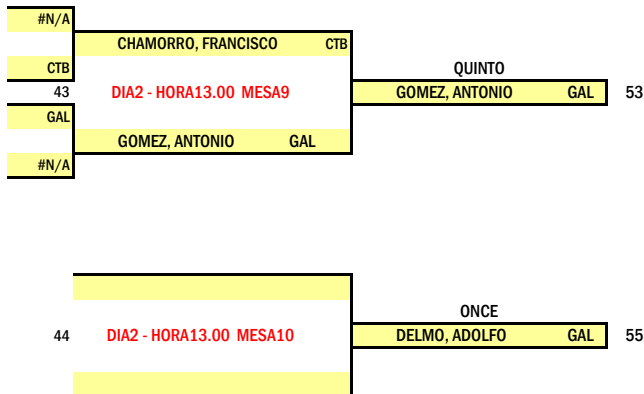 #N/A
CHAMORRO, FRANCISCO CTB
CTB QUINTO
43 DIA2 - HORA13.00 MESA9 GOMEZ, ANTONIO GAL 53
GAL
GOMEZ, ANTONIO GAL
#N/A
ONCE
44 DIA2 - HORA13.00 MESA10 DELMO, ADOLFO GAL 55